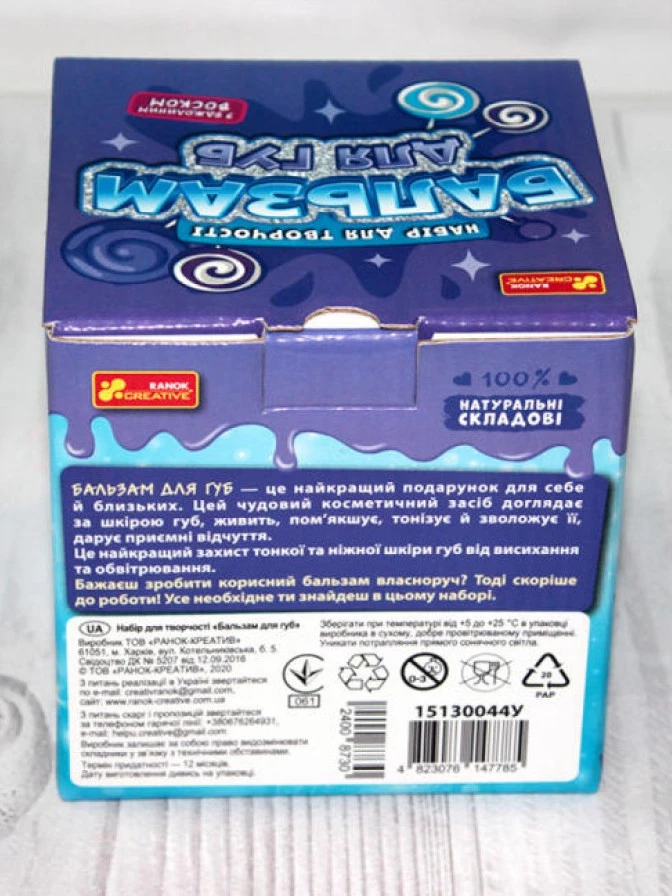 З БДЖОЛИНИМ
ВОСКОМ
БАЛЬЗАМ
ДЛЯ ГУБ
НАБІР ДЛЯ ТВОРЧОСТІ
RANOK
CREATIVE
RANOK
CREATIVE
100%
НАТУРАЛЬНІ
СКЛАДОВІ
БАЛЬЗАМ ДЛЯ ГУБ — це найкращий подарунок для себе
й близьких. Цей чудовий косметичний засіб доглядає
за шкірою губ, живить, пом'якшує, тонізує й зволожує її,
дарує приємні відчуття.
Це найкращий захист тонкої та ніжної шкіри губ від висихання
та обвітрювання.
Бажаєш зробити корисний бальзам власноруч? Тоді скоріше
до роботи! Усе необхідне ти знайдеш в цьому наборі.
UA Набір для творчості «Бальзам для губ»
Виробник ТОВ «РАНОК-КРЕАТИВ»
61051, м. Харків, вул. Котельниківська, б. 5.
Свідоцтво ДК № 5207 від 12.09.2016
© ТОВ «РАНОК-КРЕАТИВ», 2020
З питань реалізації в Україні звертайтеся
по e-mail: creativranok@gmail.com,
сайт: www.ranok-creative.com
З питань скарг і пропозицій звертайтеся
за телефоном гарячої лінії: +380676264931,
e-mail: helpu.creative@gmail.com
Виробник залишає за собою право видозмінювати
складники у зв'язку з технічними обставинами.
Термін придатності — 12 місяців.
Дату виготовлення дивись на упаковці.
Зберігати при температурі від +5 до +25 °С в упаковці
виробника в сухому, добре провітрюваному приміщенні.
Уникати потрапляння прямого сонячного світла.
061
0-3
20
PAP
2400 8730
15130044У
4 823076 147785